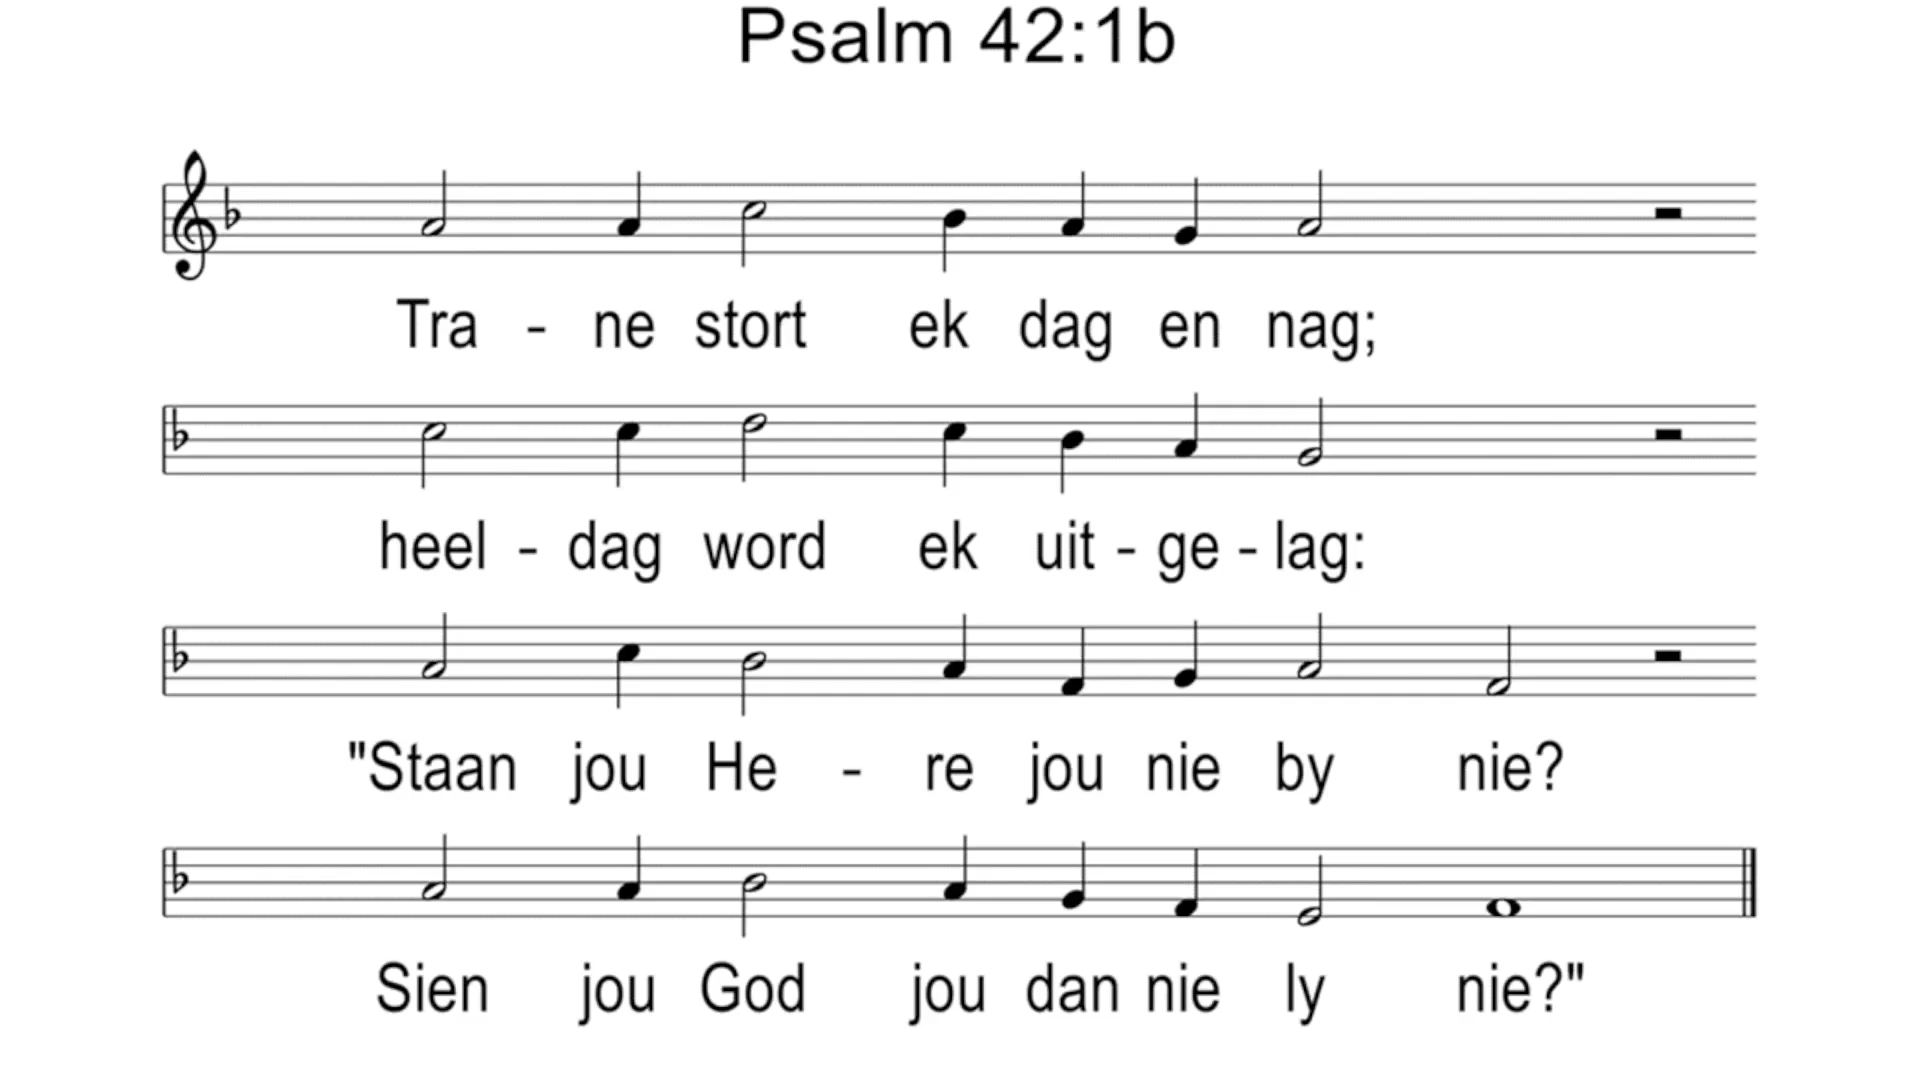 Psalm 42:1b
Tra - ne stort ek dag en nag;
heel - dag word ek uit - ge - lag:
"Staan jou He - re jou nie by nie?
Sien jou God jou dan nie ly nie?"